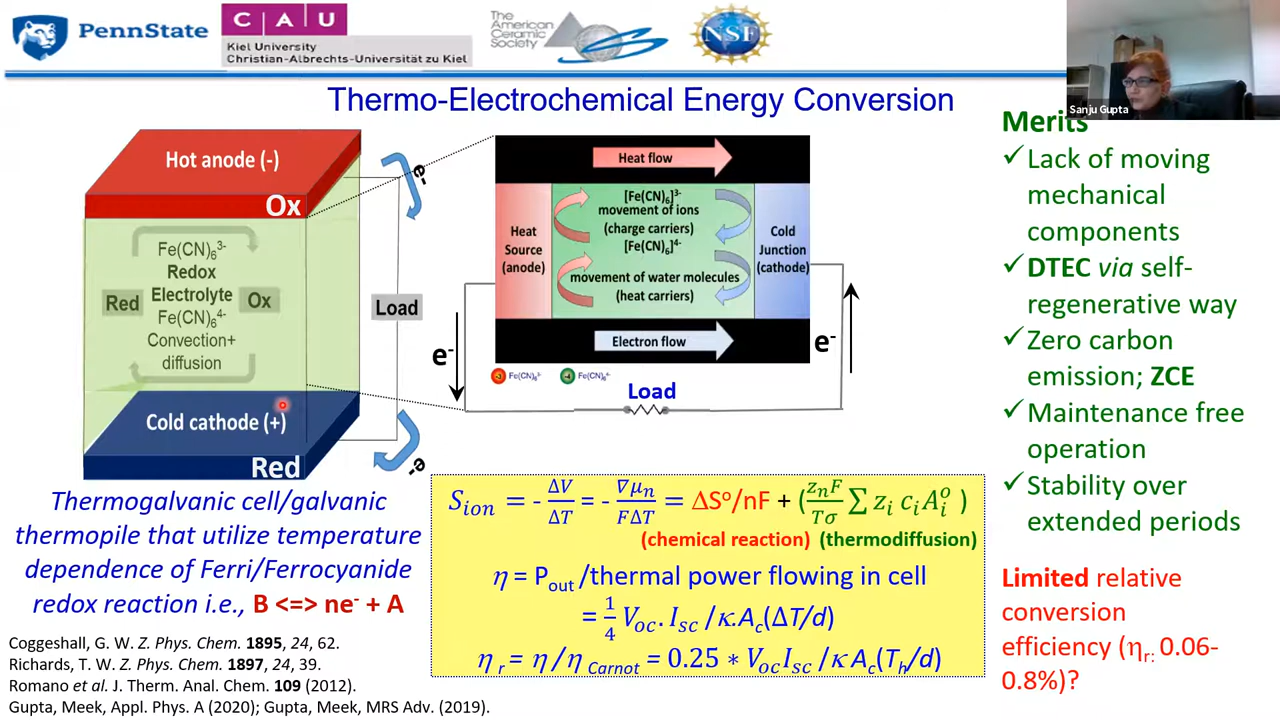 PennState
C A U
Kiel University
Christian-Albrechts-Universität zu Kiel
The
American
Ceramic
Society
NSF
Sanju Gupta
Thermo-Electrochemical Energy Conversion
Hot anode (-)
Ox
e-
Fe(CN)₆³⁻
Redox
Red Electrolyte Ox
Fe(CN)₆⁴⁻
Convection+
diffusion
Load
Cold cathode (+)
Red
e-
Heat flow
Heat
Source
(anode)
[Fe(CN)₆]³⁻
movement of ions
(charge carriers)
[Fe(CN)₆]⁴⁻
movement of water molecules
(heat carriers)
Cold
Junction
(cathode)
Electron flow
e-
e-
Fe(CN)₆³⁻ Fe(CN)₆⁴⁻
Load
Thermogalvanic cell/galvanic
thermopile that utilize temperature
dependence of Ferri/Ferrocyanide
redox reaction i.e., B <=> ne- + A
Coggeshall, G. W. Z. Phys. Chem. 1895, 24, 62.
Richards, T. W. Z. Phys. Chem. 1897, 24, 39.
Romano et al. J. Therm. Anal. Chem. 109 (2012).
Gupta, Meek, Appl. Phys. A (2020); Gupta, Meek, MRS Adv. (2019).
S_ion = - ΔV/ΔT = - ∇μ_n/FΔT = ΔS°/nF + (z_nF/Tσ ∑ z_i c_i A_i^o)
(chemical reaction) (thermodiffusion)
η = P_out /thermal power flowing in cell
= 1/4 V_OC. I_SC /κ.A_c(ΔT/d)
η_r = η/η_Carnot = 0.25 * V_OC I_SC /κ A_c(T_h/d)
Merits
✓Lack of moving
mechanical
components
✓DTEC via self-
regenerative way
✓Zero carbon
emission; ZCE
✓Maintenance free
operation
✓Stability over
extended periods
Limited relative
conversion
efficiency (η_r: 0.06-
0.8%)?